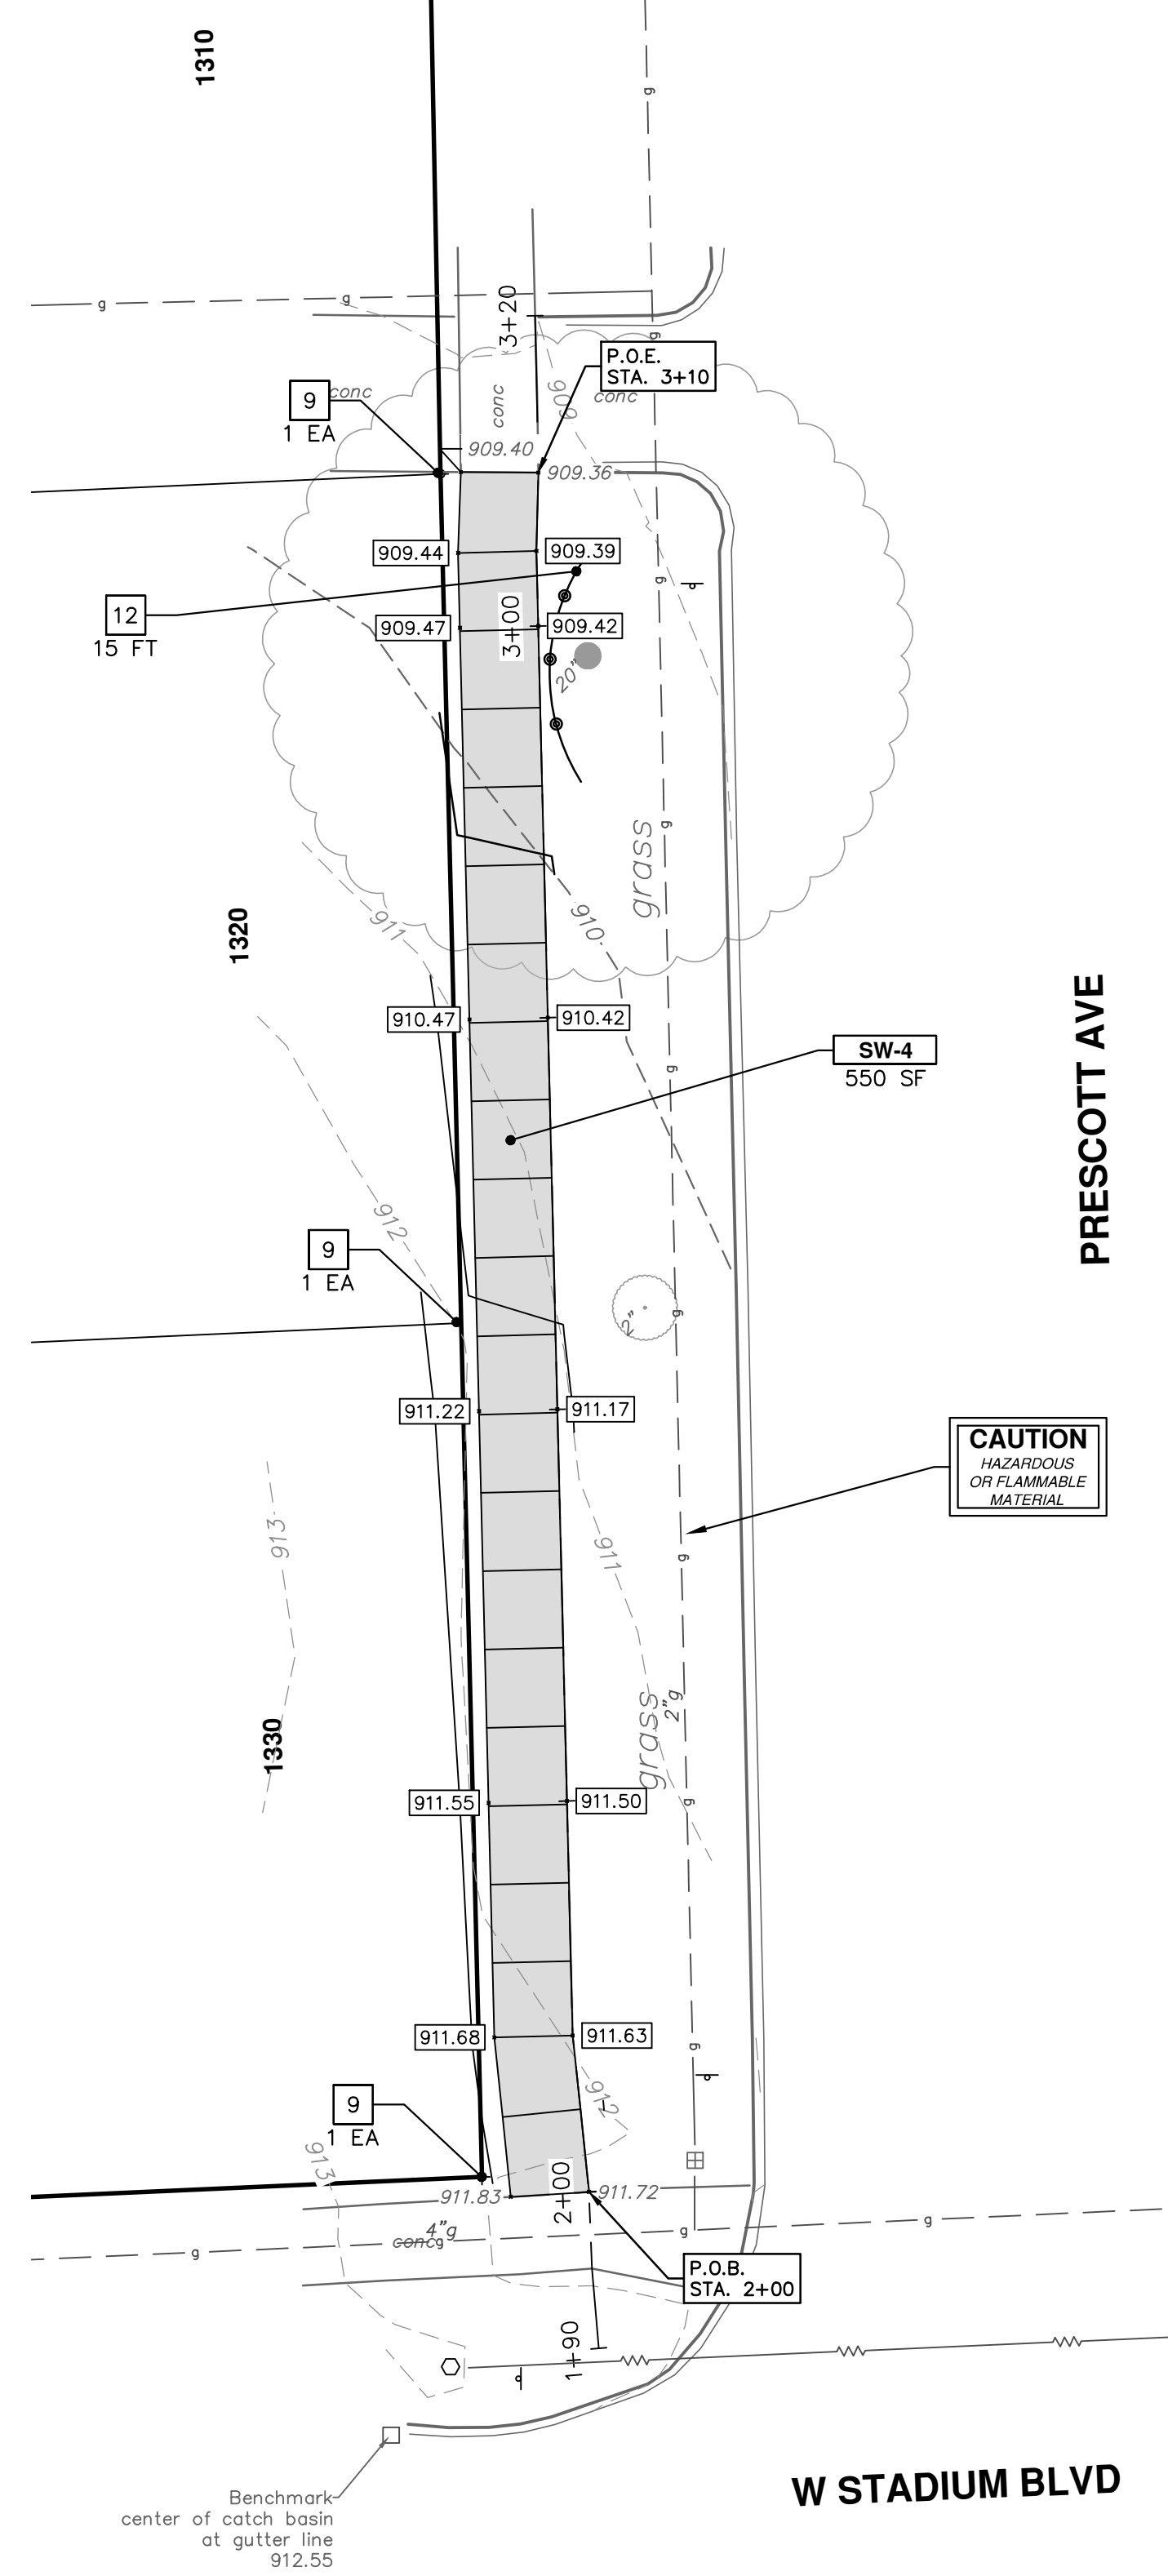 1310
g
g
g
3+20
g
P.O.E.
STA. 3+10
9
conc
1 EA
conc
909
conc
909.40
909.36
909.44
909.39
g
12
15 FT
3+00
909.47
909.42
20"
grass
g
911
910
1320
910.47
910.42
PRESCOTT AVE
SW-4
550 SF
g
912
9
1 EA
2"
g
911.22
911.17
CAUTION
HAZARDOUS
OR FLAMMABLE
MATERIAL
913
911
g
1330
grass
2"g
911.55
911.50
g
911.68
911.63
g
9
1 EA
912
913
911.83
2+00
911.72
4"g
conc
g
g
g
g
P.O.B.
STA. 2+00
1+90
W STADIUM BLVD
Benchmark
center of catch basin
at gutter line
912.55